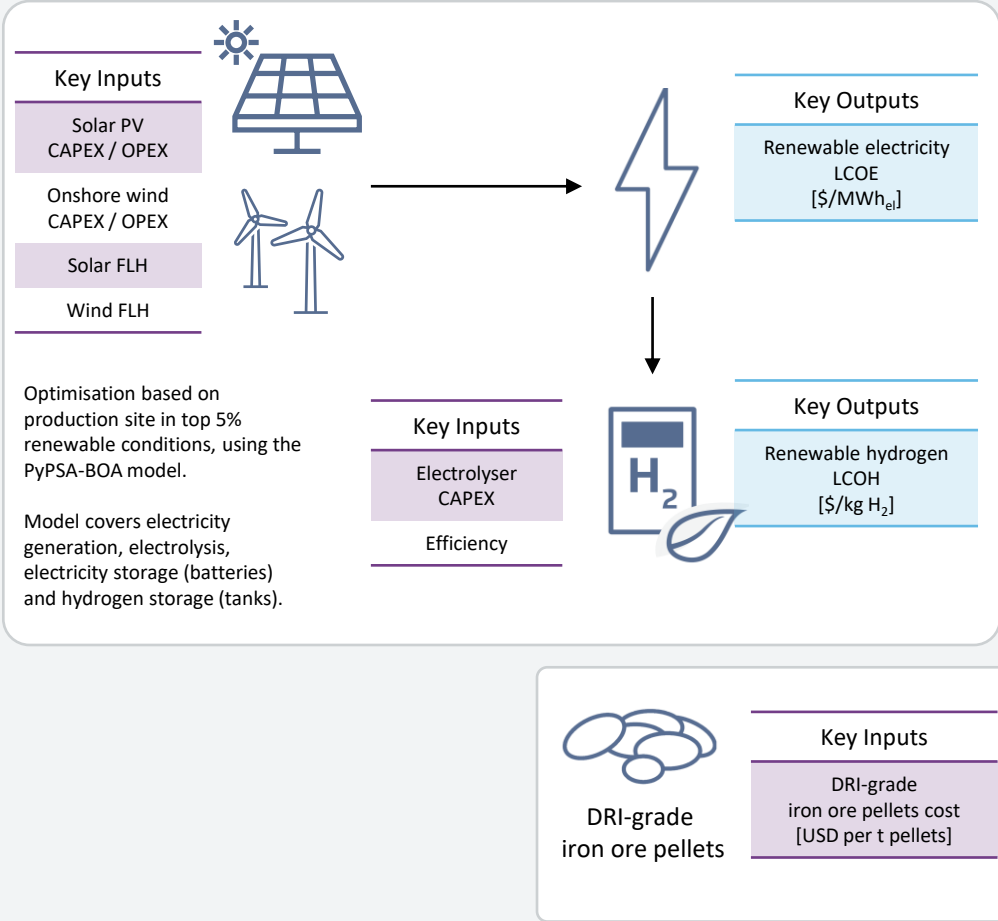 Key Inputs
Solar PV
CAPEX / OPEX
Onshore wind
CAPEX / OPEX
Solar FLH
Wind FLH
Key Outputs
Renewable electricity
LCOE
[$/MWhel]
Optimisation based on
production site in top 5%
renewable conditions, using the
PyPSA-BOA model.
Model covers electricity
generation, electrolysis,
electricity storage (batteries)
and hydrogen storage (tanks).
Key Inputs
Electrolyser
CAPEX
Efficiency
H2
Key Outputs
Renewable hydrogen
LCOH
[$/kg H2]
DRI-grade
iron ore pellets
Key Inputs
DRI-grade
iron ore pellets cost
[USD per t pellets]